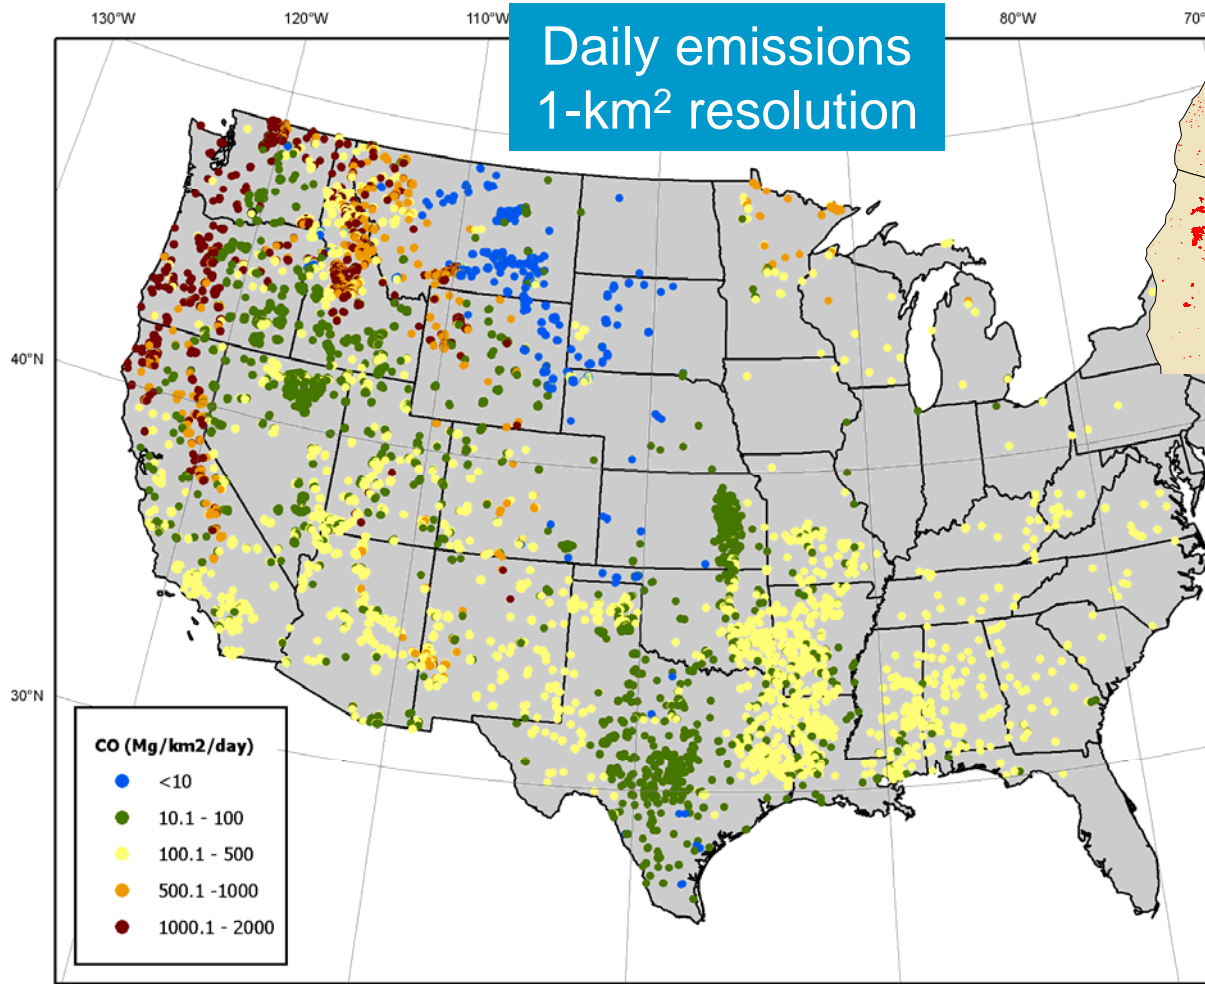 130°W
120°W
110°W
80°W
70°
Daily emissions
1-km² resolution
40°N
30°N
CO (Mg/km2/day)
<10
10.1 - 100
100.1 - 500
500.1 -1000
1000.1 - 2000